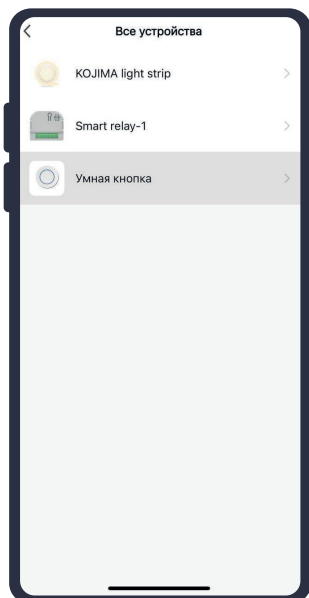 Все устройства
KOJIMA light strip
Smart relay-1
Умная кнопка